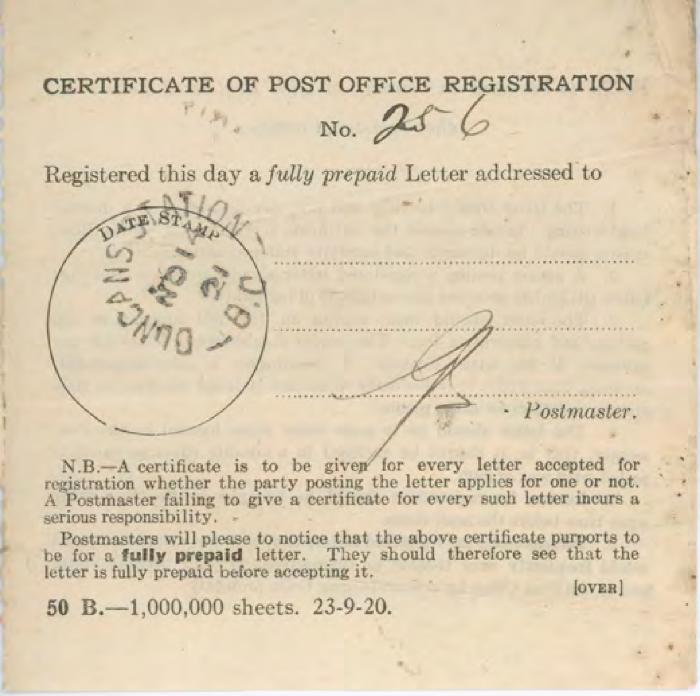 CERTIFICATE OF POST OFFICE REGISTRATION
No. 256
Registered this day a fully prepaid Letter addressed to
DATE STAMP
DUNCANS STATION - B.C.
NO 14
21
Postmaster.
N.B.—A certificate is to be given for every letter accepted for
registration whether the party posting the letter applies for one or not.
A Postmaster failing to give a certificate for every such letter incurs a
serious responsibility.
Postmasters will please to notice that the above certificate purports to
be for a fully prepaid letter. They should therefore see that the
letter is fully prepaid before accepting it.
[OVER]
50 B.—1,000,000 sheets. 23-9-20.